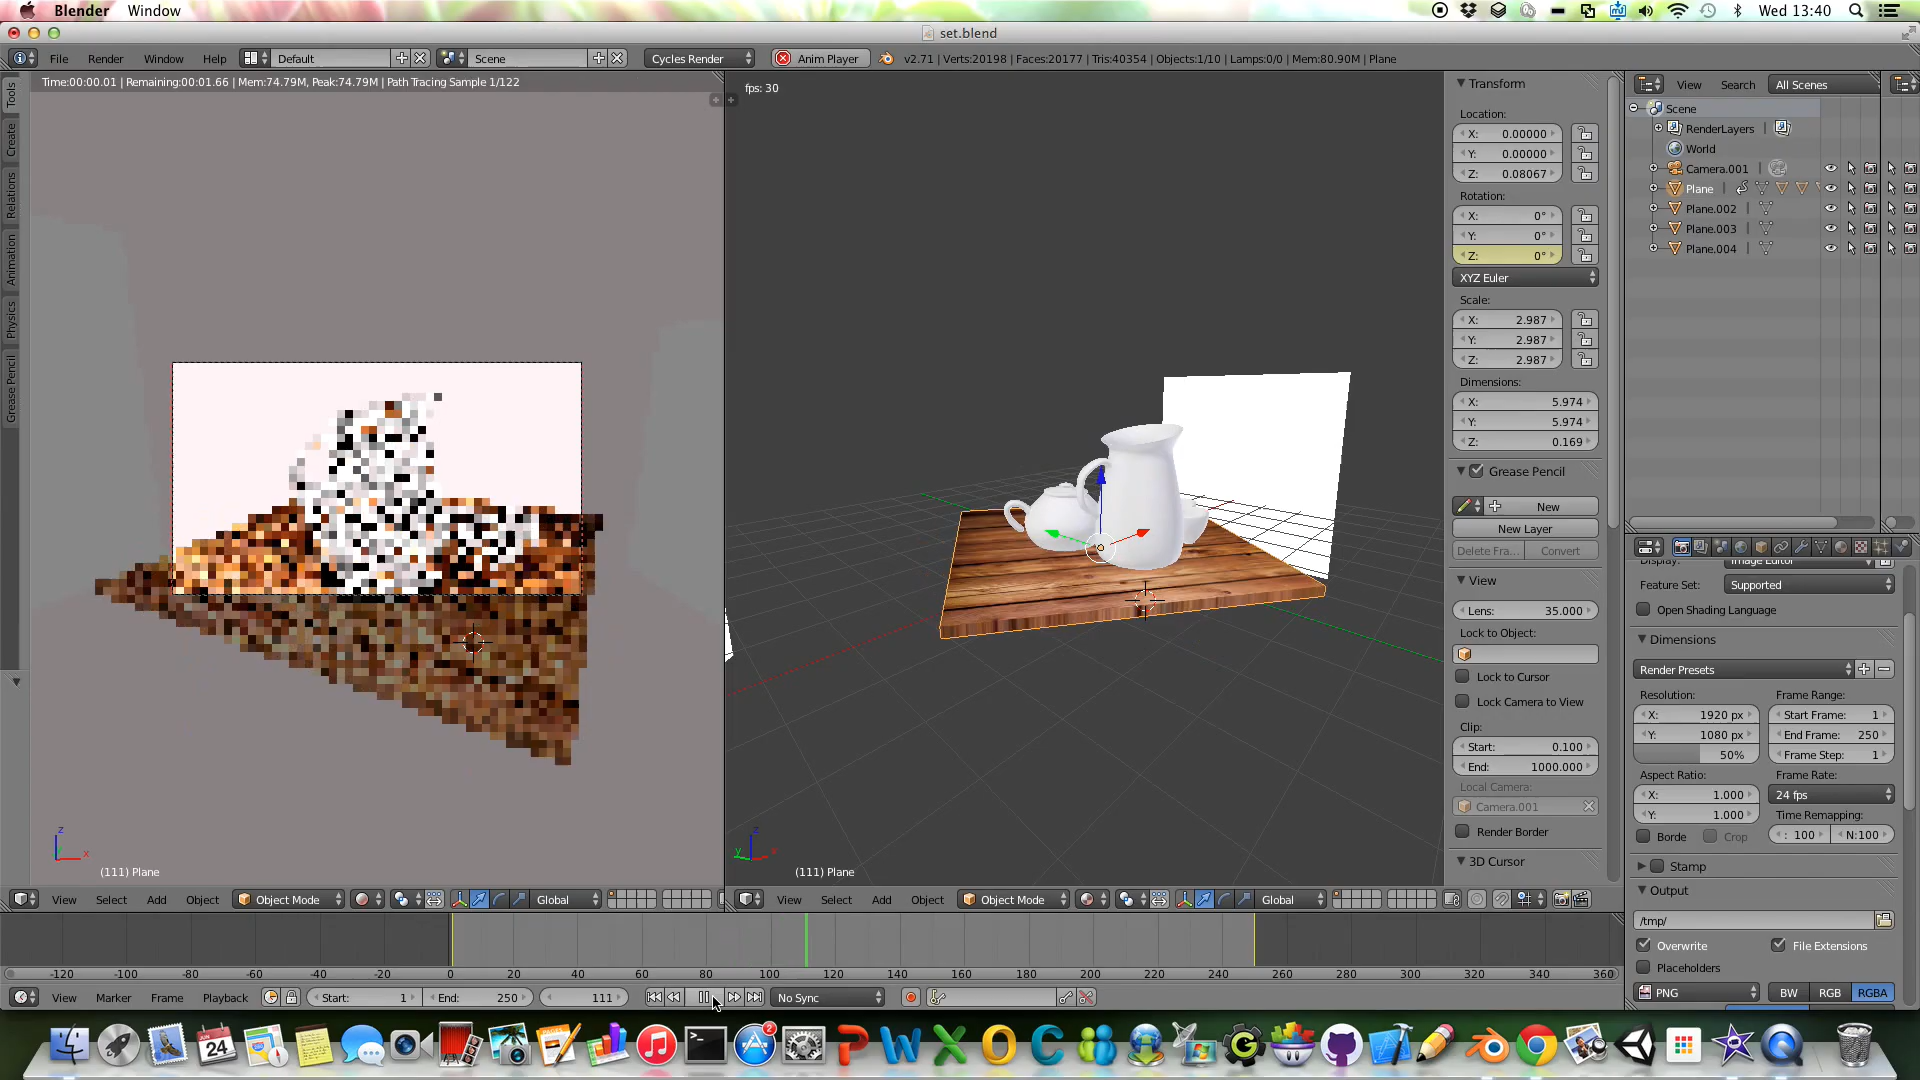 Blender Window Wed 13:40
set.blend
File Render Window Help Default Scene Cycles Render Anim Player v2.71 | Verts:20198 | Faces:20177 | Tris:40354 | Objects:1/10 | Lamps:0/0 | Mem:80.90M | Plane
Time:00:00.01 | Remaining:00:01.66 | Mem:74.79M, Peak:74.79M | Path Tracing Sample 1/122
fps: 30
Tools
Create
Relations
Animation
Physics
Grease Pencil
z
x
(111) Plane
z
y
(111) Plane
Transform
Location:
X: 0.00000
Y: 0.00000
Z: 0.08067
Rotation:
X: 0°
Y: 0°
Z: 0°
XYZ Euler
Scale:
X: 2.987
Y: 2.987
Z: 2.987
Dimensions:
X: 5.974
Y: 5.974
Z: 0.169
Grease Pencil
New
New Layer
Delete Fra... Convert
View
Lens: 35.000
Lock to Object:
Lock to Cursor
Lock Camera to View
Clip:
Start: 0.100
End: 1000.000
Local Camera:
Camera.001
Render Border
3D Cursor
View Search All Scenes
Scene
RenderLayers
World
Camera.001
Plane
Plane.002
Plane.003
Plane.004
Display: Image Editor
Feature Set: Supported
Open Shading Language
Dimensions
Render Presets
Resolution: Frame Range:
X: 1920 px Start Frame: 1
Y: 1080 px End Frame: 250
50% Frame Step: 1
Aspect Ratio: Frame Rate:
X: 1.000 24 fps
Y: 1.000 Time Remapping:
Borde Crop : 100 N:100
Stamp
Output
/tmp/
Overwrite File Extensions
Placeholders
PNG BW RGB RGBA
View Select Add Object Object Mode Global
View Select Add Object Object Mode Global
-120 -100 -80 -60 -40 -20 0 20 40 60 80 100 120 140 160 180 200 220 240 260 280 300 320 340 360
View Marker Frame Playback Start: 1 End: 250 111 No Sync
24
2